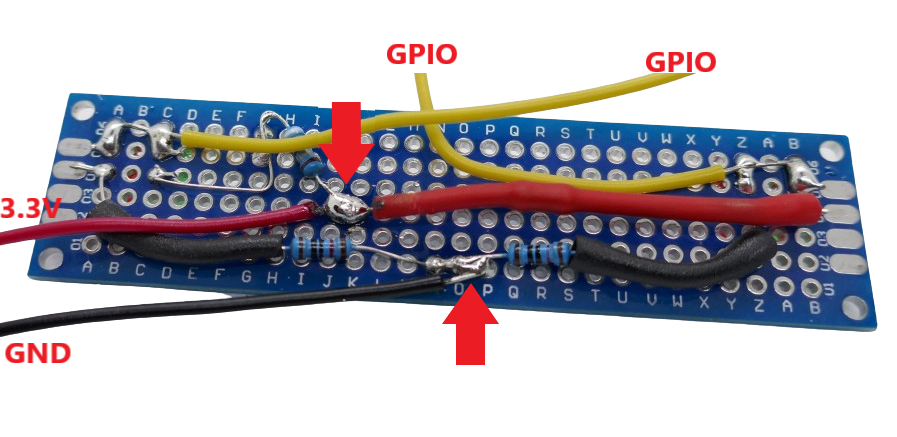 GPIO
GPIO
A B C D E F H I O P Q R S T U V W X Y Z A B
3.3V
A B C D E F G H I J K O P Q R S T U V W X Y Z A B
GND